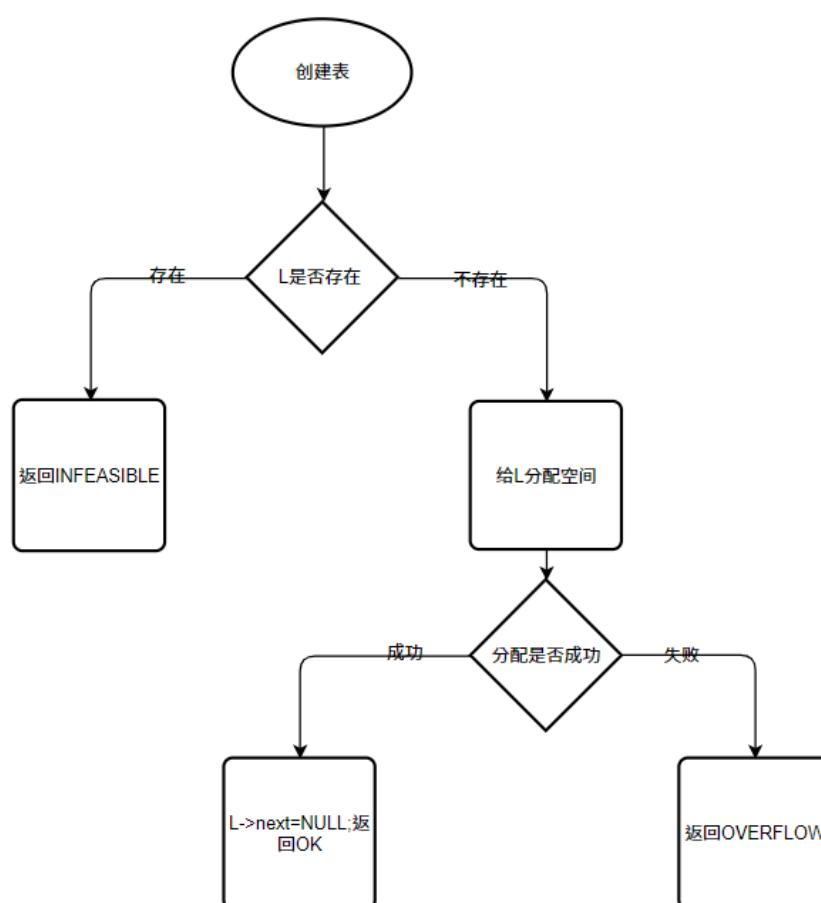 创建表
L是否存在
存在
不存在
返回INFEASIBLE
给L分配空间
分配是否成功
成功
失败
L->next=NULL;返
回OK
返回OVERFLOW